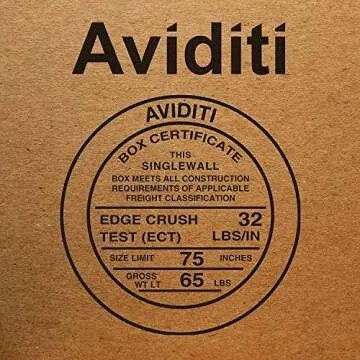 Aviditi
AVIDITI
BOX CERTIFICATE
THIS
SINGLEWALL
BOX MEETS ALL CONSTRUCTION
REQUIREMENTS OF APPLICABLE
FREIGHT CLASSIFICATION
EDGE CRUSH 32
TEST (ECT) LBS/IN
SIZE LIMIT 75 INCHES
GROSS
WT LT 65 LBS